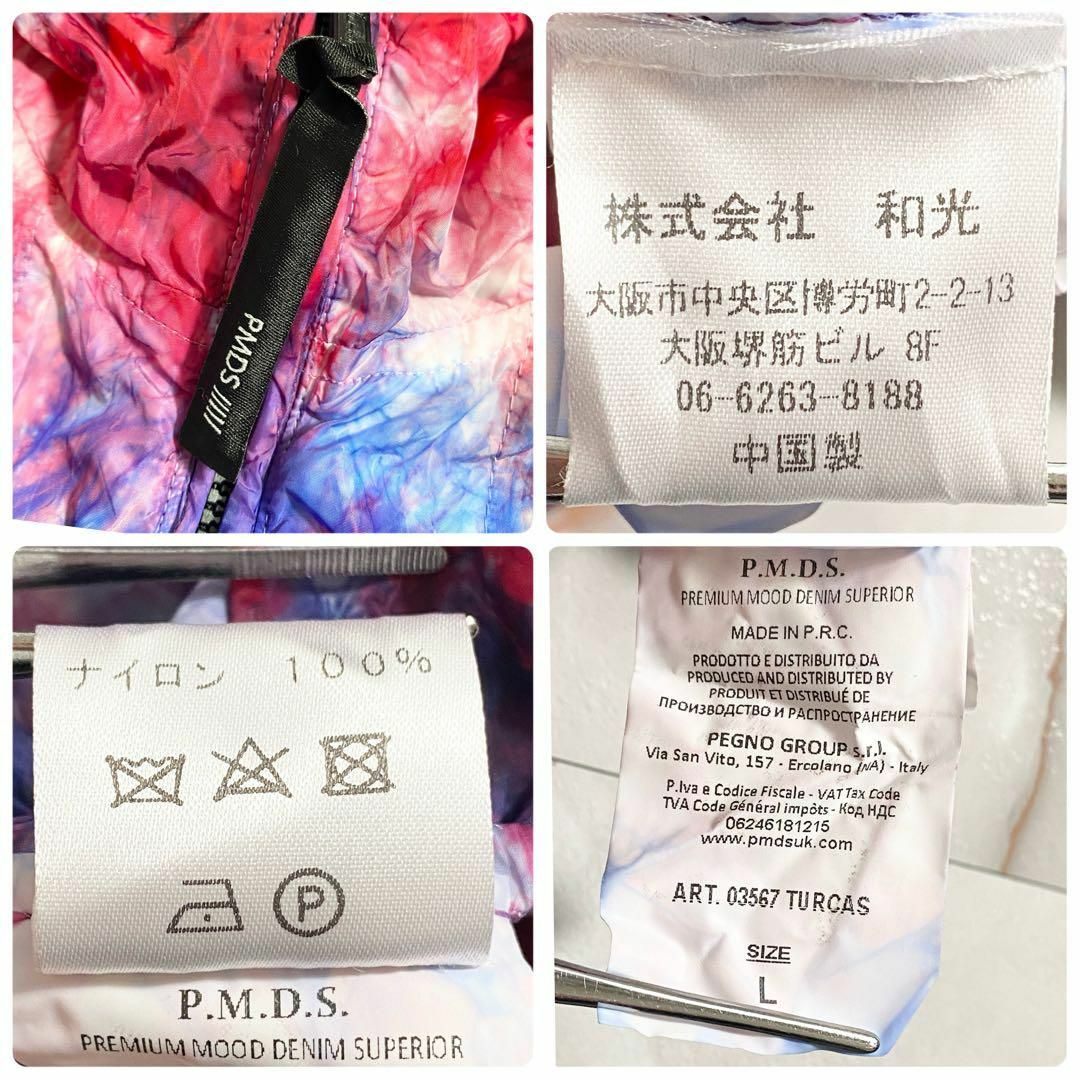 PMDS //////
株式会社 和光
大阪市中央区博労町2-2-13
大阪堺筋ビル 8F
06-6263-8188
中国製
ナイロン 100%
P
P.M.D.S.
PREMIUM MOOD DENIM SUPERIOR
P.M.D.S.
PREMIUM MOOD DENIM SUPERIOR
MADE IN P.R.C.
PRODOTTO E DISTRIBUITO DA
PRODUCED AND DISTRIBUTED BY
PRODUIT ET DISTRIBUÉ DE
ПРОИЗВОДСТВО И РАСПРОСТРАНЕНИЕ
PEGNO GROUP s.r.l.
Via San Vito, 157 - Ercolano (NA) - Italy
P.Iva e Codice Fiscale - VAT Tax Code
TVA Code Général impôts - Код НДС
06246181215
www.pmdsuk.com
ART. 03567 TURCAS
SIZE
L